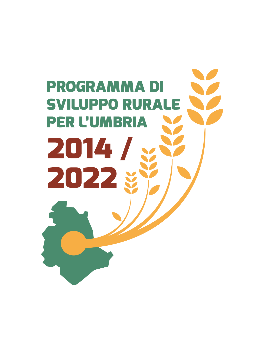 PROGRAMMA DI
SVILUPPO RURALE
PER L'UMBRIA
2014 /
2022